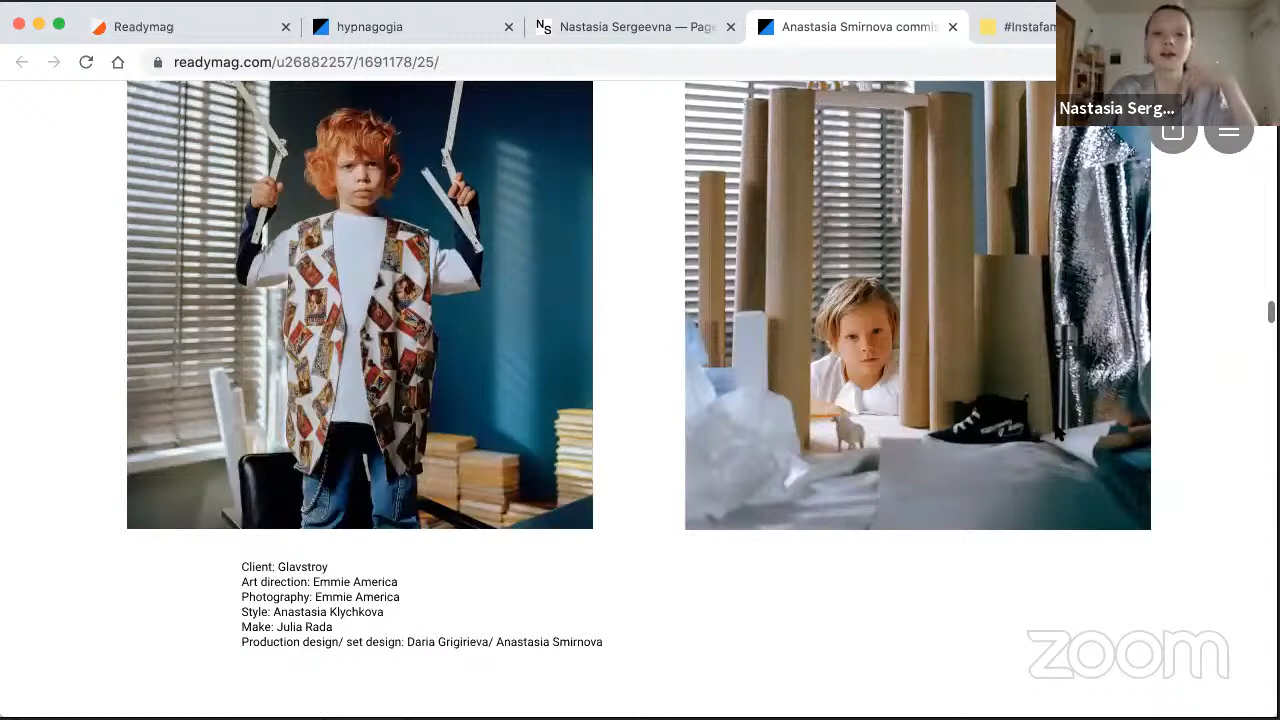 Readymag
hypnagogia
NS
Nastasia Sergeevna — Page
Anastasia Smirnova commis
#Instafam
readymag.com/u26882257/1691178/25/
Nastasia Serg...
Client: Glavstroy
Art direction: Emmie America
Photography: Emmie America
Style: Anastasia Klychkova
Make: Julia Rada
Production design/ set design: Daria Grigirieva/ Anastasia Smirnova
zoom